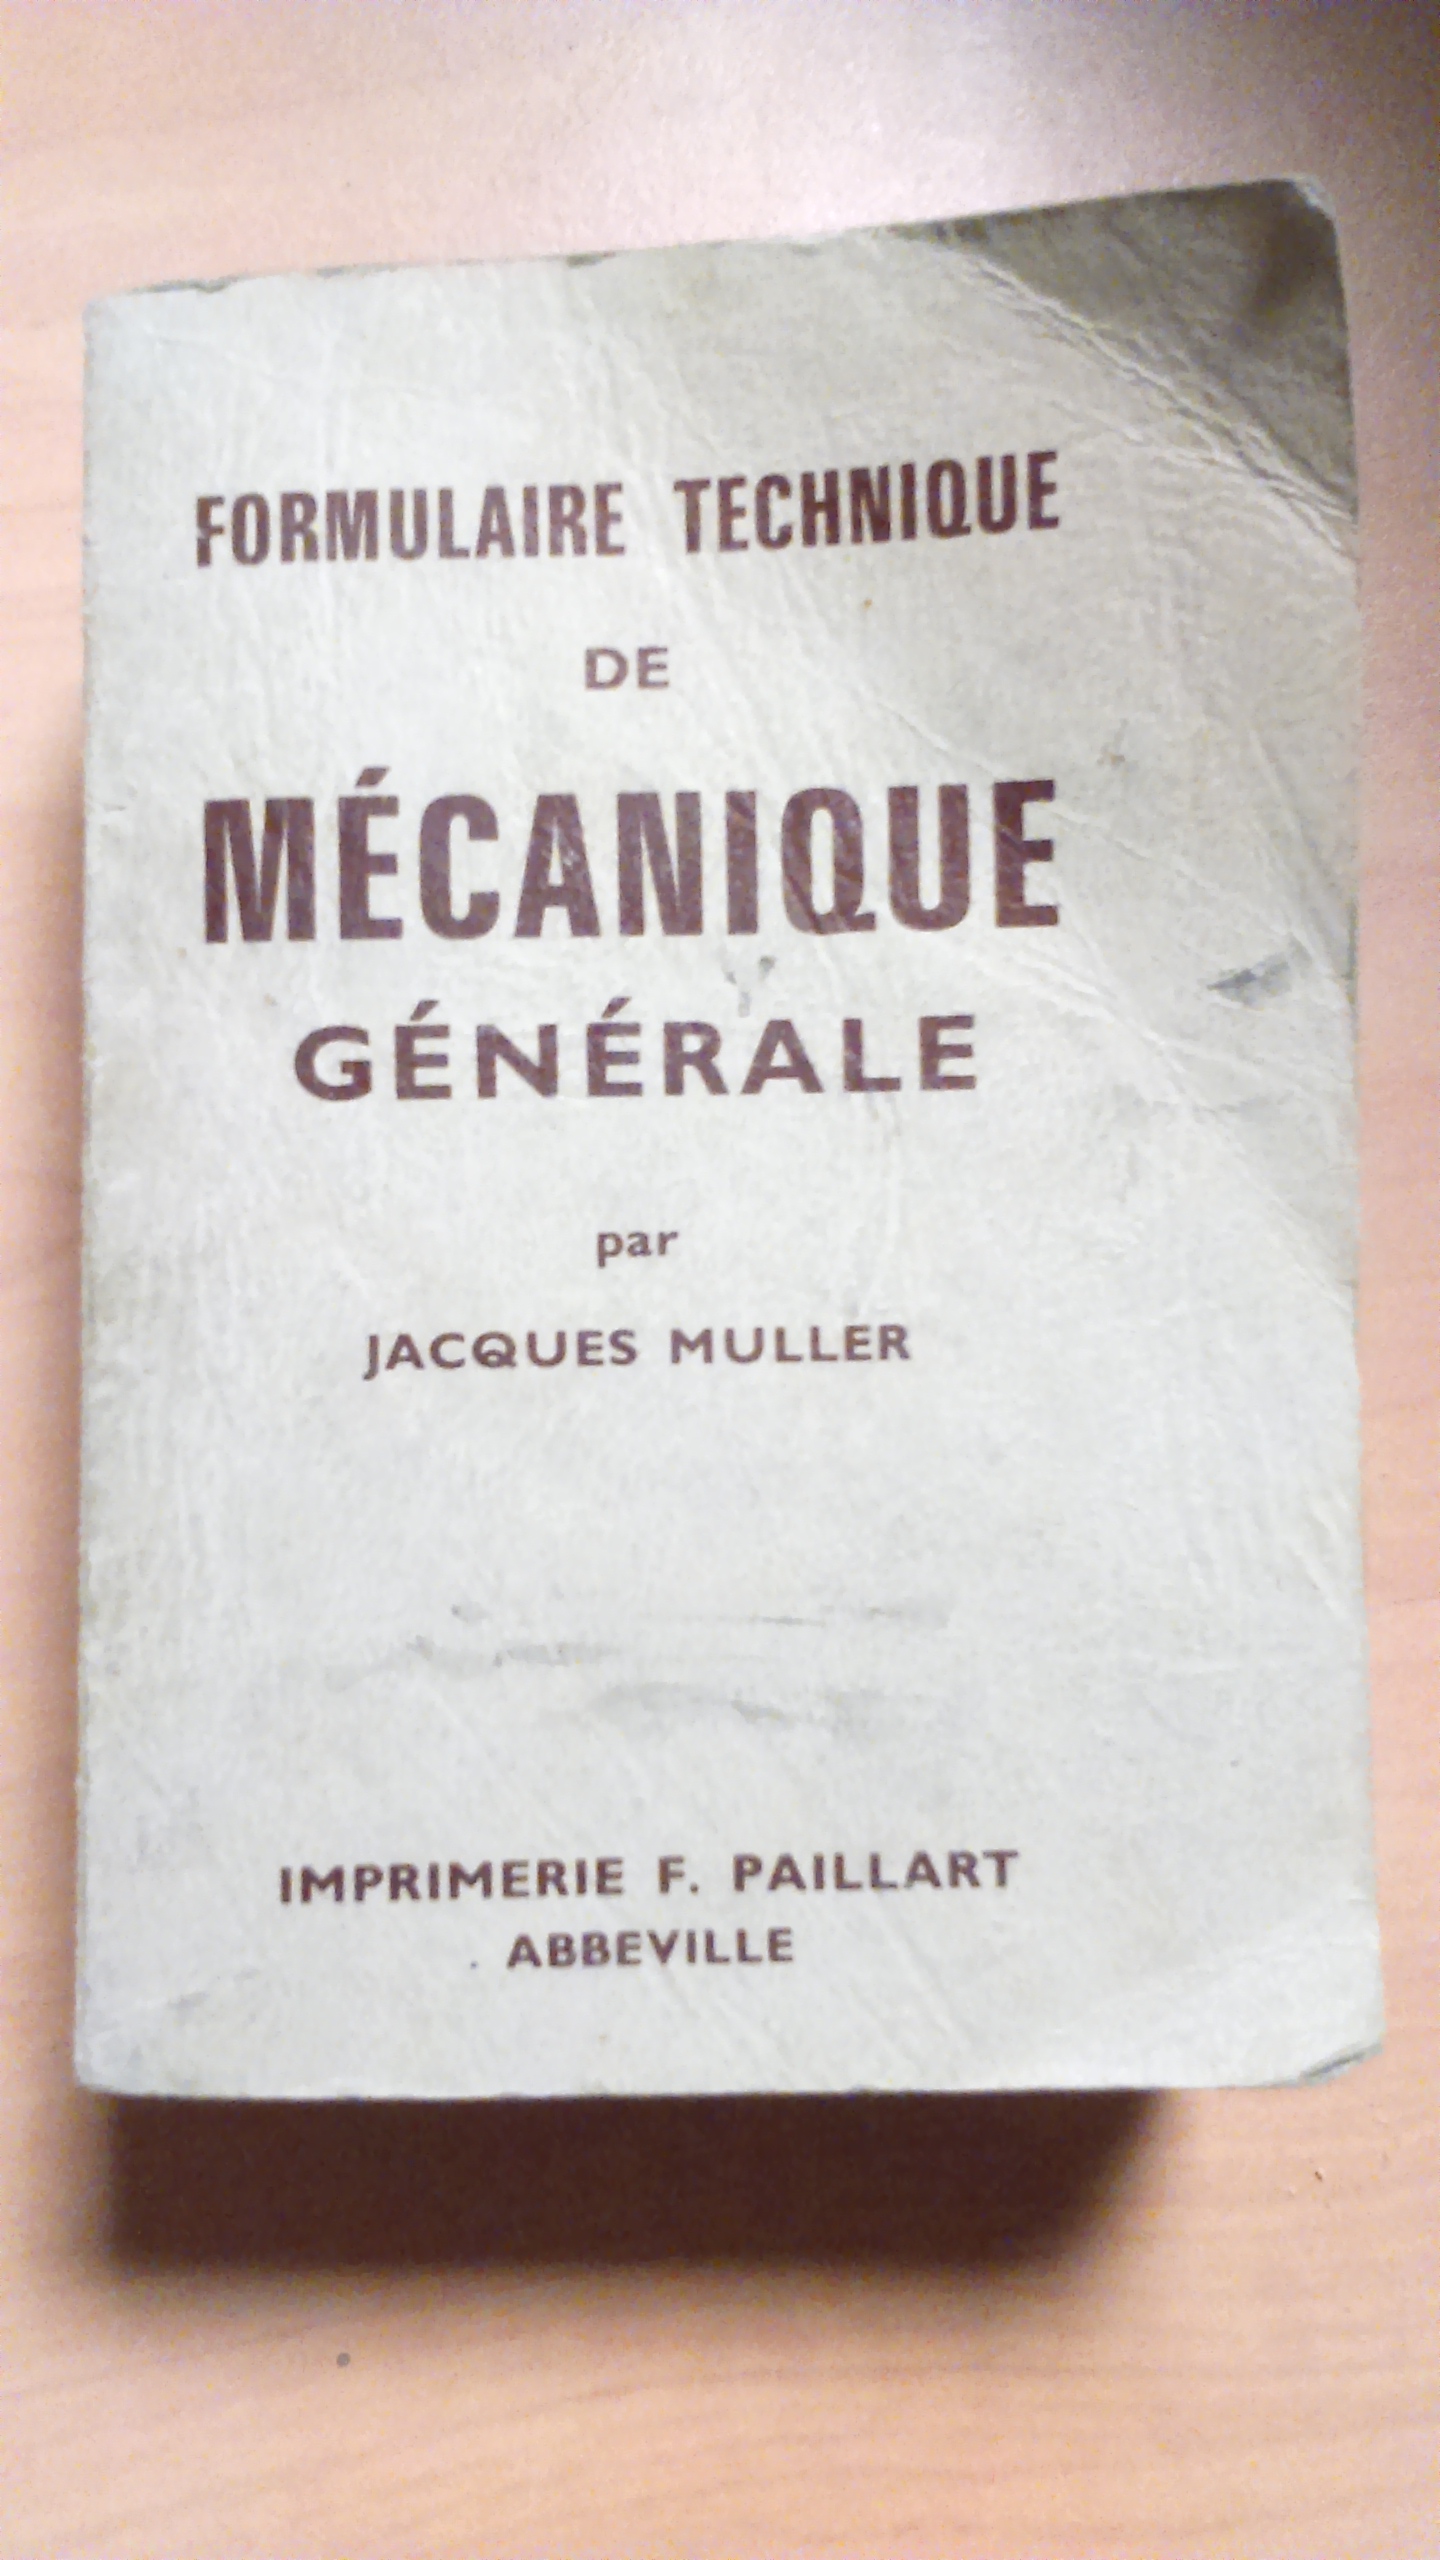 FORMULAIRE TECHNIQUE
DE
MÉCANIQUE
GÉNÉRALE
par
JACQUES MULLER
IMPRIMERIE F. PAILLART
ABBEVILLE